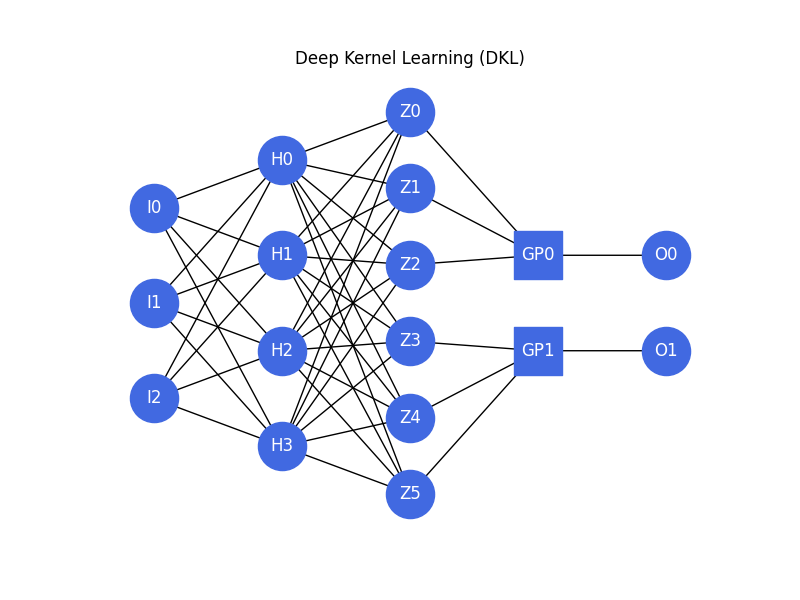 Deep Kernel Learning (DKL)
I0
I1
I2
H0
H1
H2
H3
Z0
Z1
Z2
Z3
Z4
Z5
GP0
GP1
O0
O1